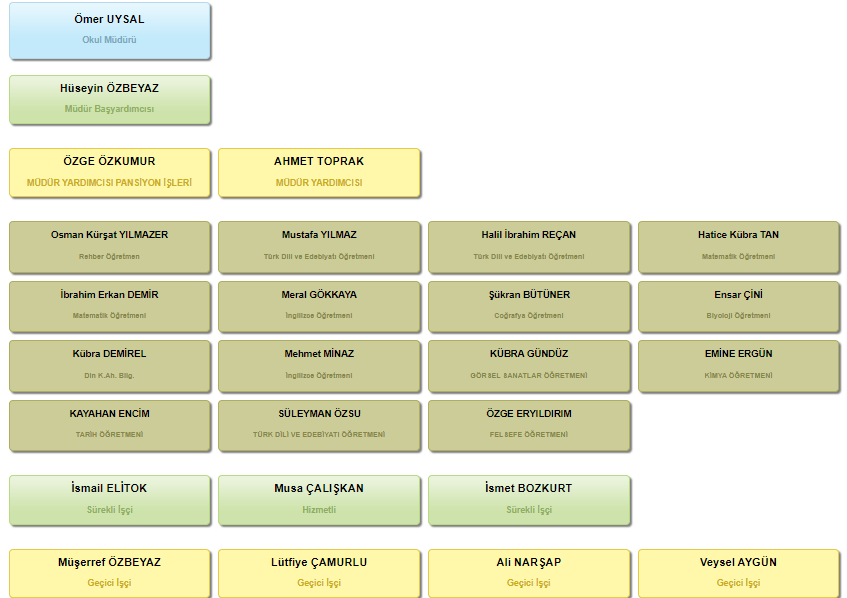 Ömer UYSAL
Okul Müdürü
Hüseyin ÖZBEYAZ
Müdür Başyardımcısı
ÖZGE ÖZKUMUR
MÜDÜR YARDIMCISI PANSİYON İŞLERİ
AHMET TOPRAK
MÜDÜR YARDIMCISI
Osman Kürşat YILMAZER
Rehber Öğretmen
Mustafa YILMAZ
Türk Dili ve Edebiyatı Öğretmeni
Halil İbrahim REÇAN
Türk Dili ve Edebiyatı Öğretmeni
Hatice Kübra TAN
Matematik Öğretmeni
İbrahim Erkan DEMİR
Matematik Öğretmeni
Meral GÖKKAYA
İngilizce Öğretmeni
Şükran BÜTÜNER
Coğrafya Öğretmeni
Ensar ÇİNİ
Biyoloji Öğretmeni
Kübra DEMİREL
Din K.Ah. Bilg.
Mehmet MİNAZ
İngilizce Öğretmeni
KÜBRA GÜNDÜZ
GÖRSEL SANATLAR ÖĞRETMENİ
EMİNE ERGÜN
KİMYA ÖĞRETMENİ
KAYAHAN ENCİM
TARİH ÖĞRETMENİ
SÜLEYMAN ÖZSU
TÜRK DİLİ VE EDEBİYATI ÖĞRETMENİ
ÖZGE ERYILDIRIM
FELSEFE ÖĞRETMENİ
İsmail ELİTOK
Sürekli İşçi
Musa ÇALIŞKAN
Hizmetli
İsmet BOZKURT
Sürekli İşçi
Müşerref ÖZBEYAZ
Geçici İşçi
Lütfiye ÇAMURLU
Geçici İşçi
Ali NARŞAP
Geçici İşçi
Veysel AYGÜN
Geçici İşçi